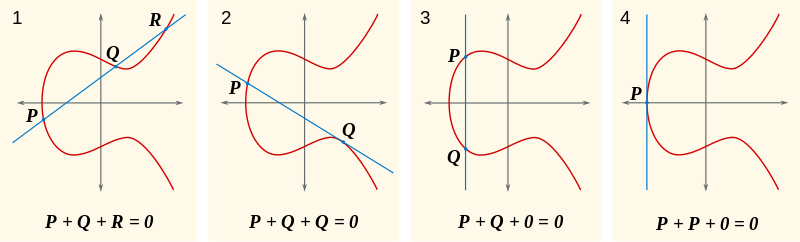 1
R
Q
P
P + Q + R = 0
2
P
Q
P + Q + Q = 0
3
P
Q
P + Q + 0 = 0
4
P
P + P + 0 = 0